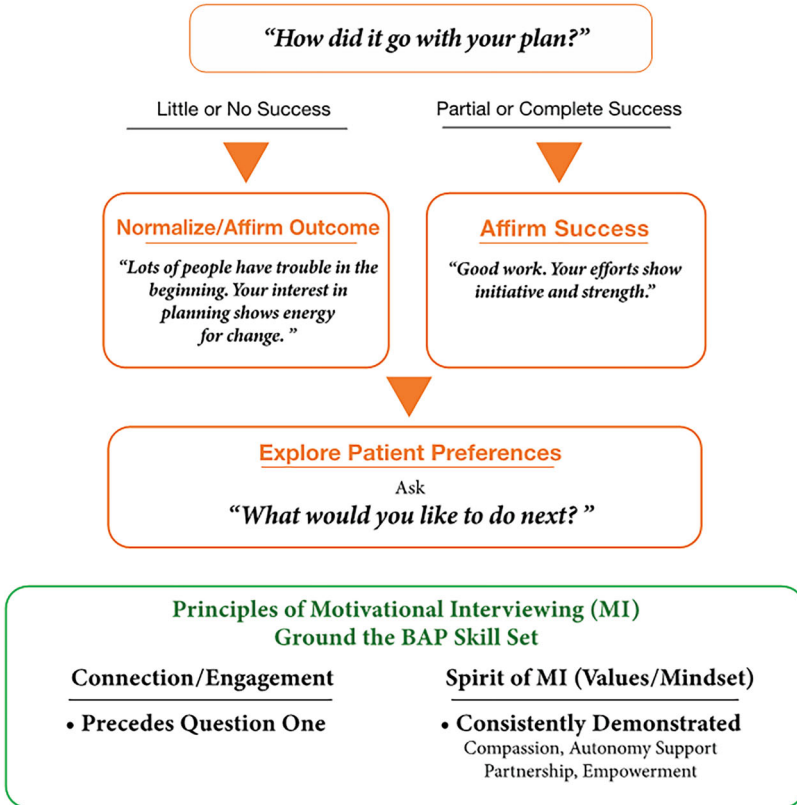 “How did it go with your plan?”
Little or No Success
Partial or Complete Success
Normalize/Affirm Outcome
“Lots of people have trouble in the
beginning. Your interest in
planning shows energy
for change. ”
Affirm Success
“Good work. Your efforts show
initiative and strength.”
Explore Patient Preferences
Ask
“What would you like to do next? ”
Principles of Motivational Interviewing (MI)
Ground the BAP Skill Set
Connection/Engagement
• Precedes Question One
Spirit of MI (Values/Mindset)
• Consistently Demonstrated
Compassion, Autonomy Support
Partnership, Empowerment